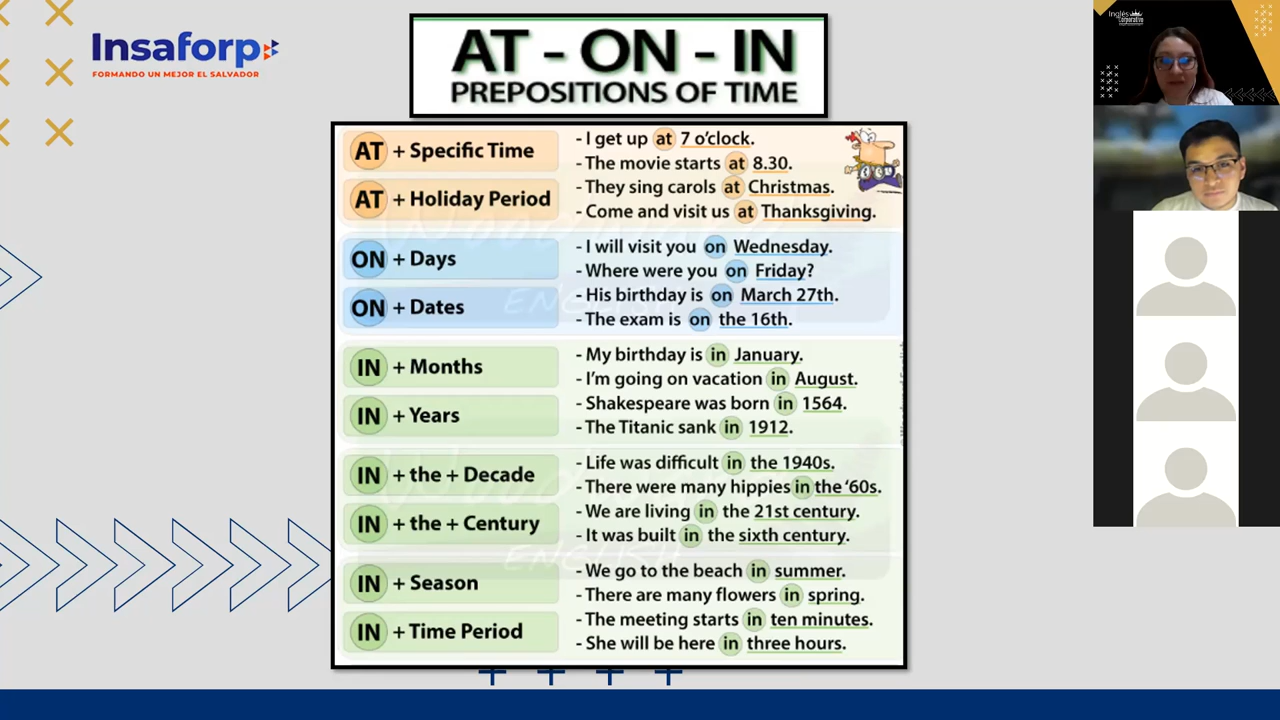 Insaforp
FORMANDO UN MEJOR EL SALVADOR
AT - ON - IN
PREPOSITIONS OF TIME
AT + Specific Time
- I get up at 7 o'clock.
- The movie starts at 8.30.
AT + Holiday Period
- They sing carols at Christmas.
- Come and visit us at Thanksgiving.
ON + Days
- I will visit you on Wednesday.
- Where were you on Friday?
ON + Dates
- His birthday is on March 27th.
- The exam is on the 16th.
IN + Months
- My birthday is in January.
- I'm going on vacation in August.
IN + Years
- Shakespeare was born in 1564.
- The Titanic sank in 1912.
IN + the + Decade
- Life was difficult in the 1940s.
- There were many hippies in the '60s.
IN + the + Century
- We are living in the 21st century.
- It was built in the sixth century.
IN + Season
- We go to the beach in summer.
- There are many flowers in spring.
IN + Time Period
- The meeting starts in ten minutes.
- She will be here in three hours.
ENGLISH
ENGLISH
Inglés
Corporativo